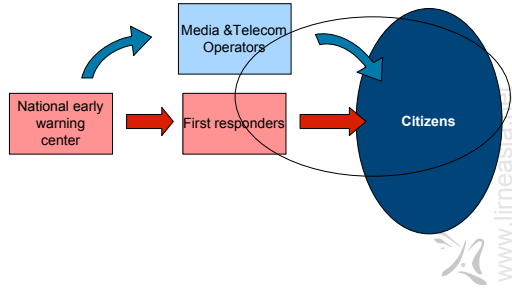 Media &Telecom
Operators
National early
warning
center
First responders
Citizens
www.lirneasia.net